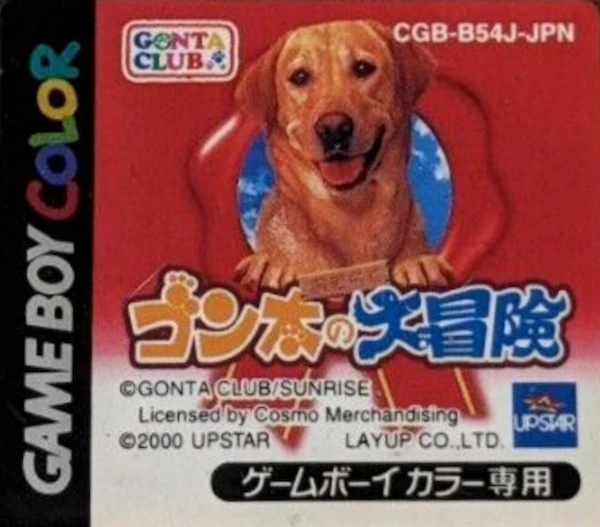 GAME BOY COLOR
GONTA
CLUB
CGB-B54J-JPN
ゴン太の大冒険
©GONTA CLUB/SUNRISE
Licensed by Cosmo Merchandising
©2000 UPSTAR LAYUP CO.,LTD.
UPSTAR
ゲームボーイカラー専用